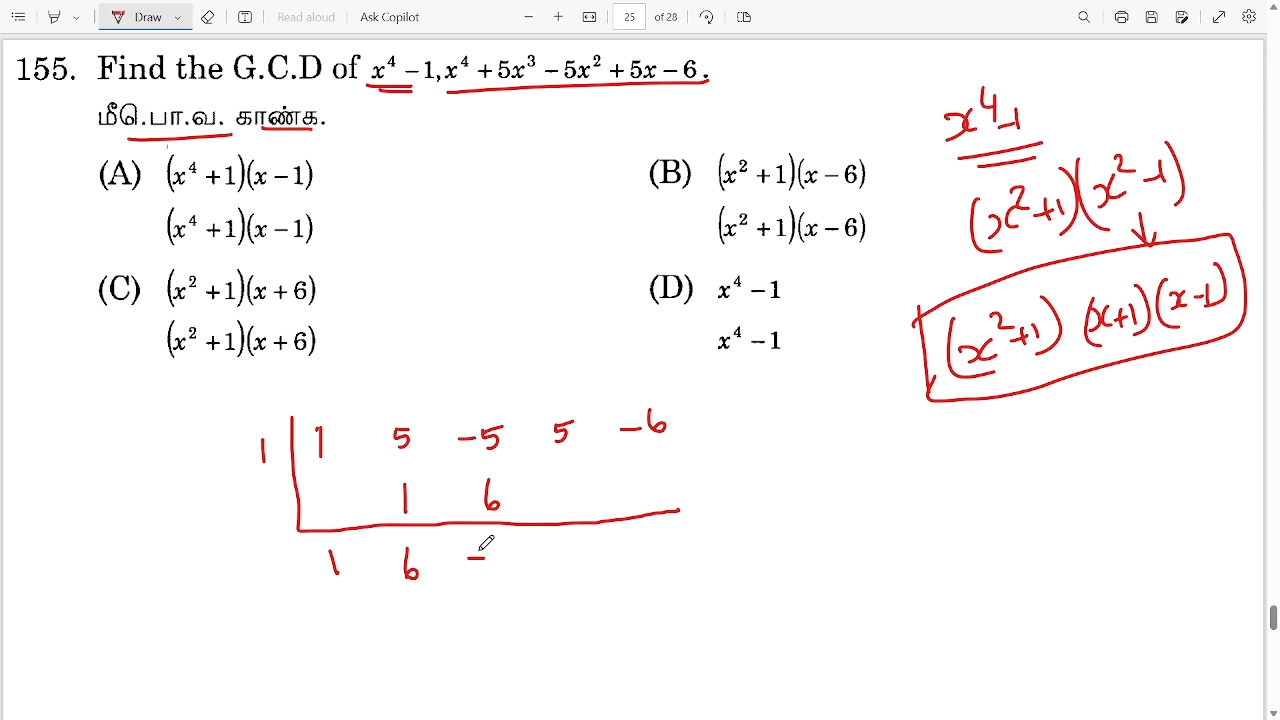 Draw Read aloud Ask Copilot 25 of 28
155. Find the G.C.D of x⁴ − 1, x⁴ + 5x³ − 5x² + 5x − 6.
மீ.பொ.வ. காண்க.
(A) (x⁴ + 1)(x − 1) (B) (x² + 1)(x − 6)
(x⁴ + 1)(x − 1) (x² + 1)(x − 6)
(C) (x² + 1)(x + 6) (D) x⁴ − 1
(x² + 1)(x + 6) x⁴ − 1
x⁴ − 1
(x² + 1)(x² − 1)
(x² + 1) (x + 1)(x − 1)
1 | 1 5 −5 5 −6
1 6
1 6 −